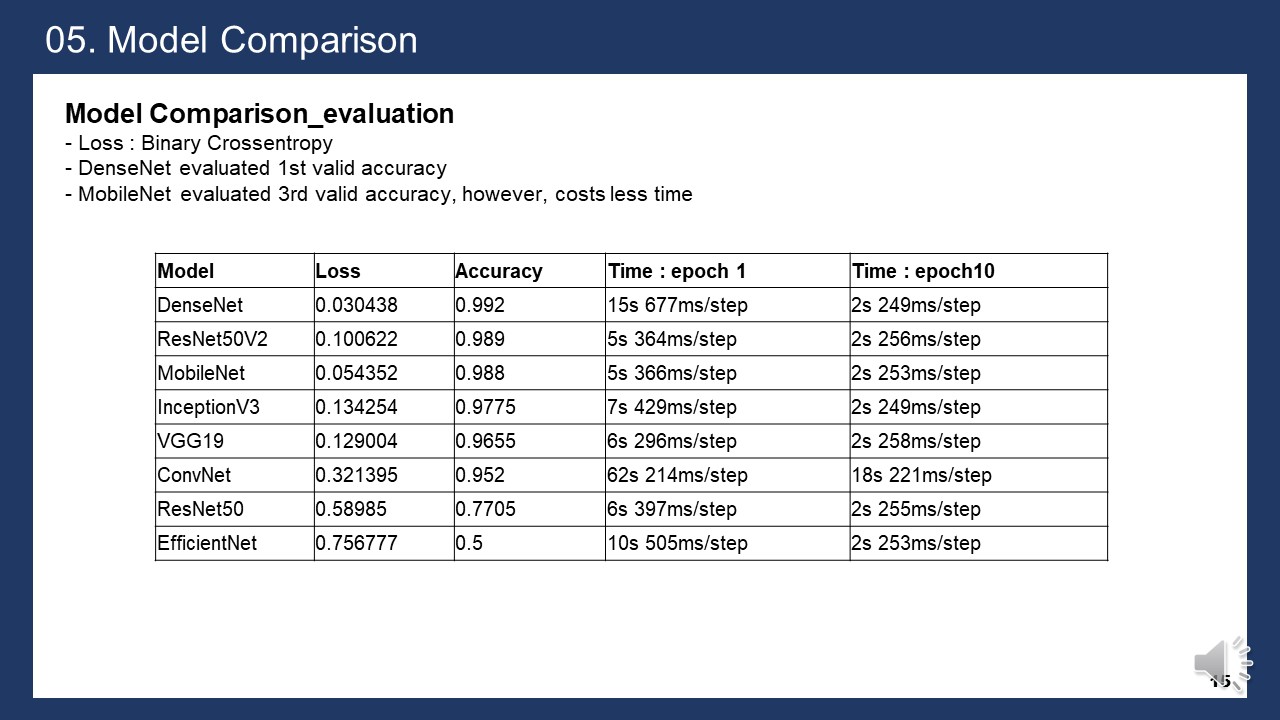 05. Model Comparison
Model Comparison_evaluation
- Loss : Binary Crossentropy
- DenseNet evaluated 1st valid accuracy
- MobileNet evaluated 3rd valid accuracy, however, costs less time
Model Loss Accuracy Time : epoch 1 Time : epoch10
DenseNet 0.030438 0.992 15s 677ms/step 2s 249ms/step
ResNet50V2 0.100622 0.989 5s 364ms/step 2s 256ms/step
MobileNet 0.054352 0.988 5s 366ms/step 2s 253ms/step
InceptionV3 0.134254 0.9775 7s 429ms/step 2s 249ms/step
VGG19 0.129004 0.9655 6s 296ms/step 2s 258ms/step
ConvNet 0.321395 0.952 62s 214ms/step 18s 221ms/step
ResNet50 0.58985 0.7705 6s 397ms/step 2s 255ms/step
EfficientNet 0.756777 0.5 10s 505ms/step 2s 253ms/step
15